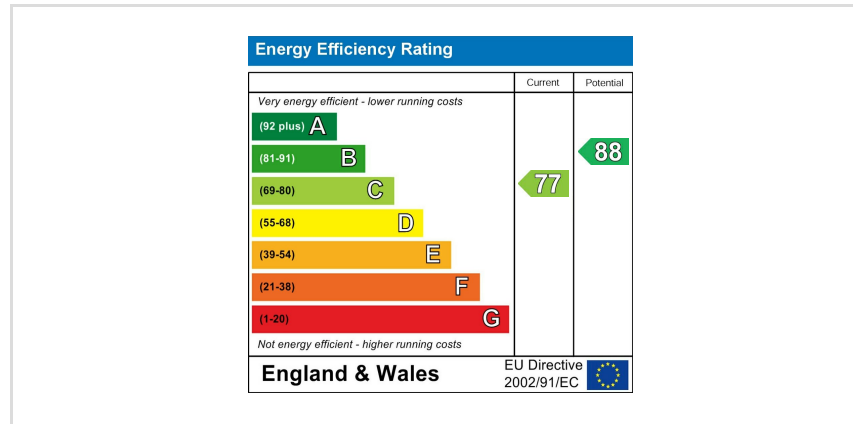 Energy Efficiency Rating
Current Potential
Very energy efficient - lower running costs
(92 plus) A
(81-91) B
88
(69-80) C
77
(55-68) D
(39-54) E
(21-38) F
(1-20) G
Not energy efficient - higher running costs
England & Wales
EU Directive
2002/91/EC